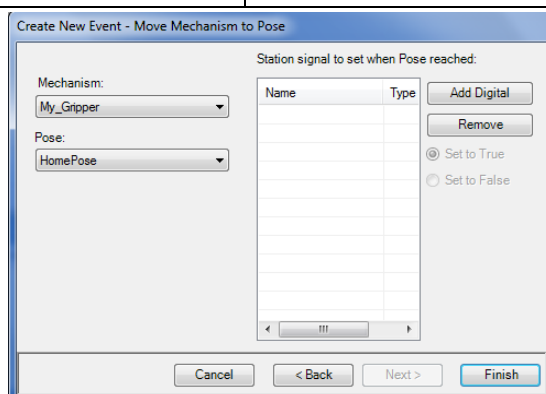 Create New Event - Move Mechanism to Pose
Station signal to set when Pose reached:
Mechanism:
My_Gripper
Pose:
HomePose
Name Type
Add Digital
Remove
Set to True
Set to False
Cancel
< Back
Next >
Finish